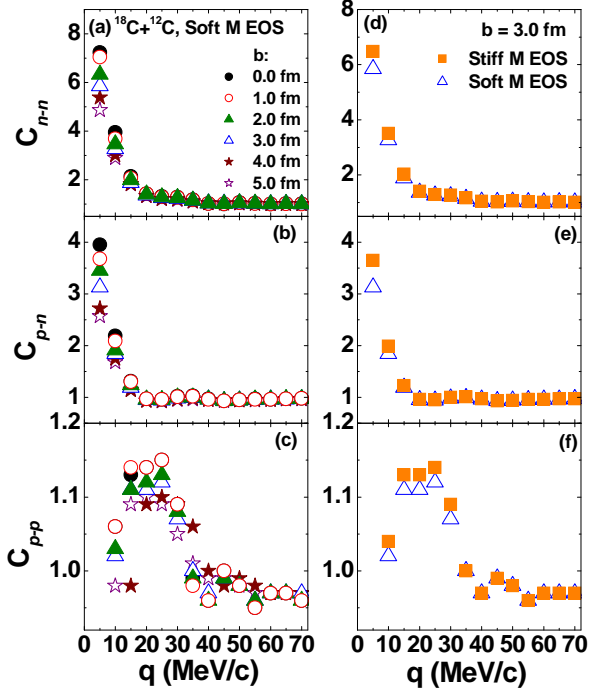 (a) ¹⁸C+¹²C, Soft M EOS
b:
0.0 fm
1.0 fm
2.0 fm
3.0 fm
4.0 fm
5.0 fm
8
6
4
2
C n-n
(d)
b = 3.0 fm
Stiff M EOS
Soft M EOS
8
6
4
2
(b)
4
3
2
1
C p-n
(e)
4
3
2
1
(c)
1.2
1.1
1.0
C p-p
0 10 20 30 40 50 60 70
q (MeV/c)
(f)
1.2
1.1
1.0
0 10 20 30 40 50 60 70
q (MeV/c)